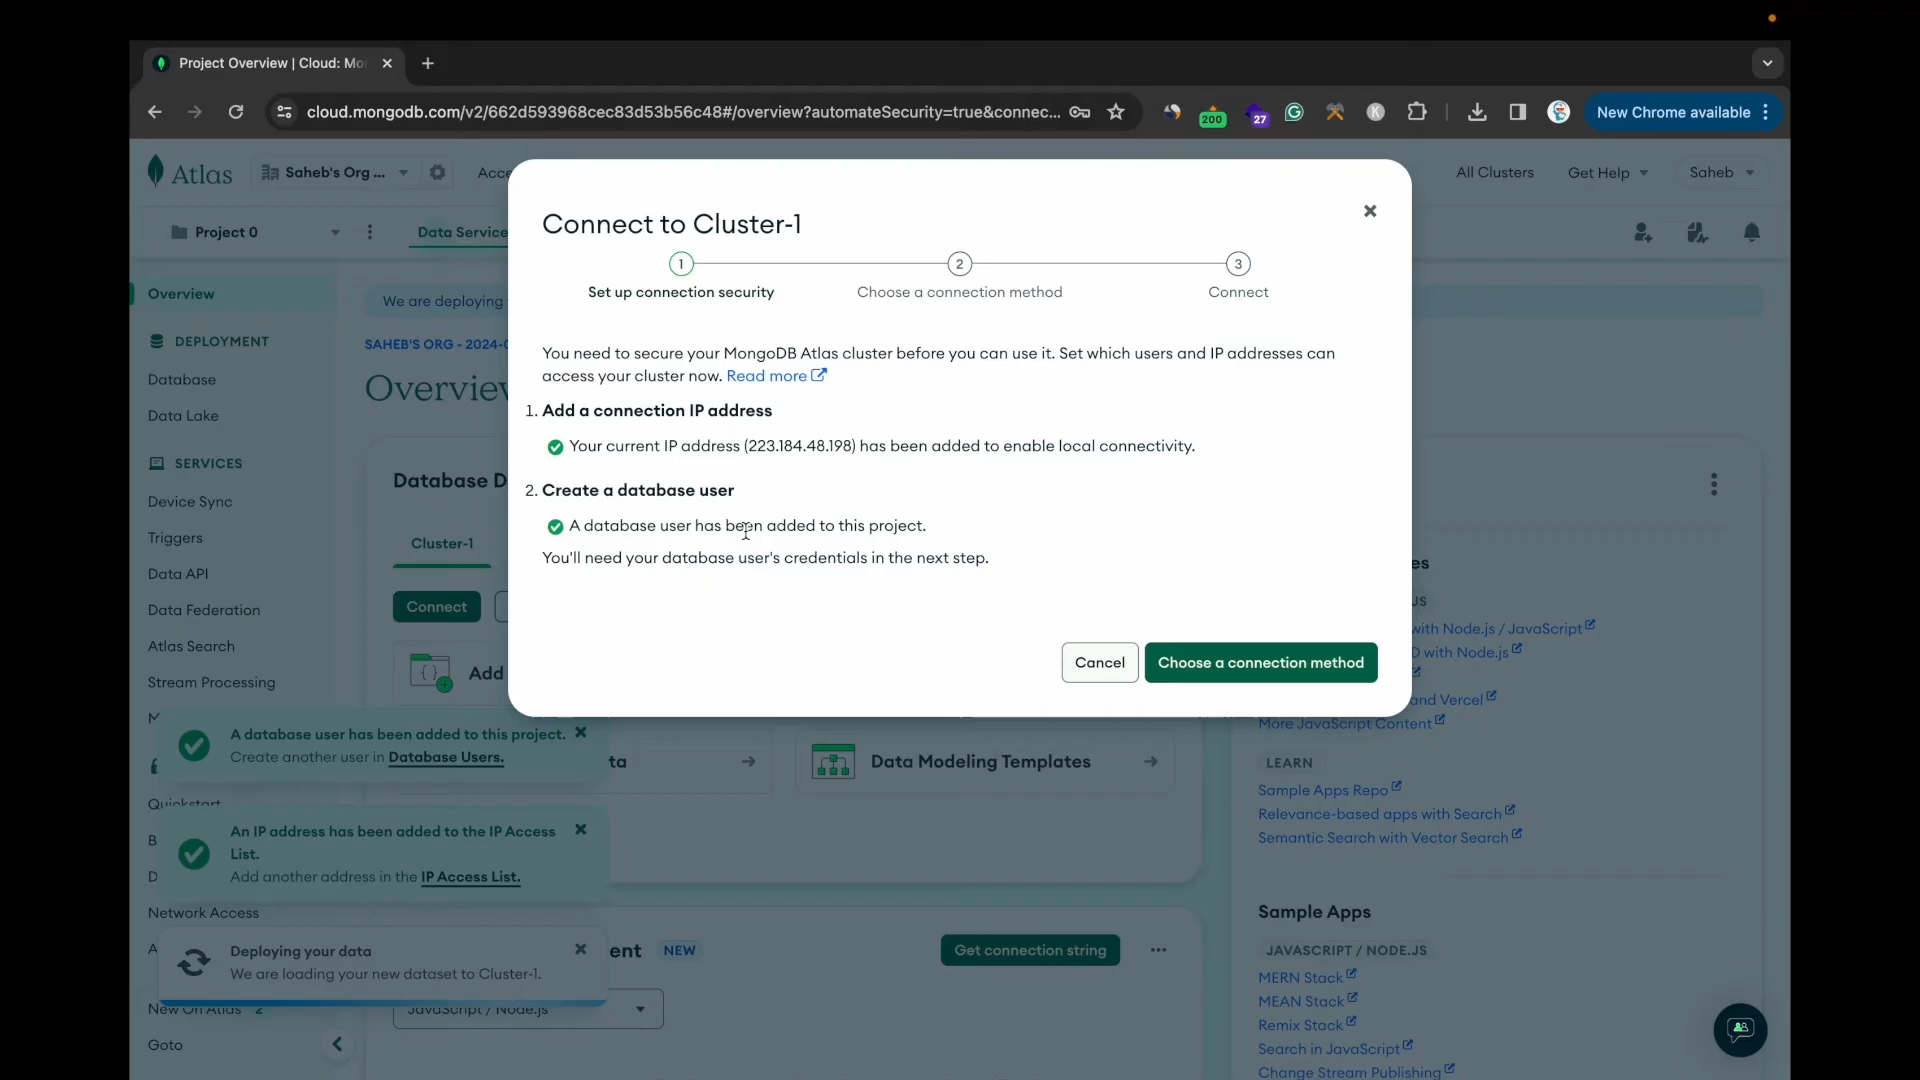 Project Overview | Cloud: Mo
cloud.mongodb.com/v2/662d593968cec83d53b56c48#/overview?automateSecurity=true&connec...
200
27
K
New Chrome available
Atlas
Saheb's Org ...
Acce
All Clusters
Get Help
Saheb
Project 0
Data Service
Overview
DEPLOYMENT
Database
Data Lake
SERVICES
Device Sync
Triggers
Data API
Data Federation
Atlas Search
Stream Processing
M
Quickstart
B
D
Network Access
A
New On Atlas 2
Goto
We are deploying
SAHEB'S ORG - 2024-0
Overview
Database D
Cluster-1
Connect
Add
Connect to Cluster-1
1
2
3
Set up connection security
Choose a connection method
Connect
You need to secure your MongoDB Atlas cluster before you can use it. Set which users and IP addresses can
access your cluster now. Read more
1. Add a connection IP address
Your current IP address (223.184.48.198) has been added to enable local connectivity.
2. Create a database user
A database user has been added to this project.
You'll need your database user's credentials in the next step.
Cancel
Choose a connection method
A database user has been added to this project.
Create another user in Database Users.
An IP address has been added to the IP Access
List.
Add another address in the IP Access List.
Deploying your data
We are loading your new dataset to Cluster-1.
ta
Data Modeling Templates
ent
NEW
Get connection string
JavaScript / Node.js
es
JS
with Node.js / JavaScript
D with Node.js
and Vercel
More JavaScript Content
LEARN
Sample Apps Repo
Relevance-based apps with Search
Semantic Search with Vector Search
Sample Apps
JAVASCRIPT / NODE.JS
MERN Stack
MEAN Stack
Remix Stack
Search in JavaScript
Change Stream Publishing